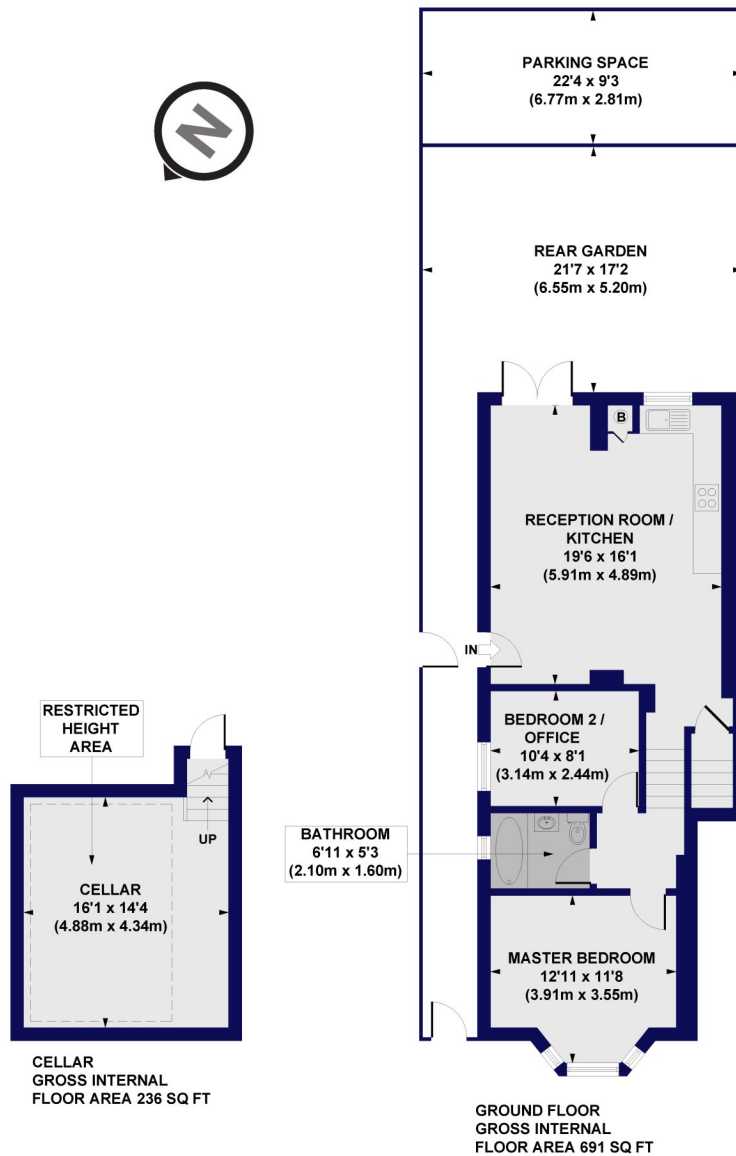 PARKING SPACE
22'4 x 9'3
(6.77m x 2.81m)
N
REAR GARDEN
21'7 x 17'2
(6.55m x 5.20m)
B
RECEPTION ROOM /
KITCHEN
19'6 x 16'1
(5.91m x 4.89m)
IN
RESTRICTED
HEIGHT
AREA
BEDROOM 2 /
OFFICE
10'4 x 8'1
(3.14m x 2.44m)
UP
BATHROOM
6'11 x 5'3
(2.10m x 1.60m)
CELLAR
16'1 x 14'4
(4.88m x 4.34m)
MASTER BEDROOM
12'11 x 11'8
(3.91m x 3.55m)
CELLAR
GROSS INTERNAL
FLOOR AREA 236 SQ FT
GROUND FLOOR
GROSS INTERNAL
FLOOR AREA 691 SQ FT